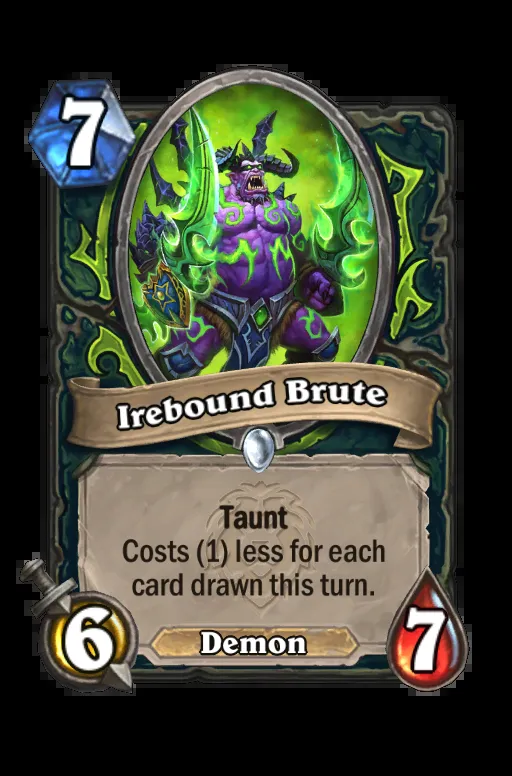 7
Irebound Brute
Taunt
Costs (1) less for each
card drawn this turn.
6
Demon
7